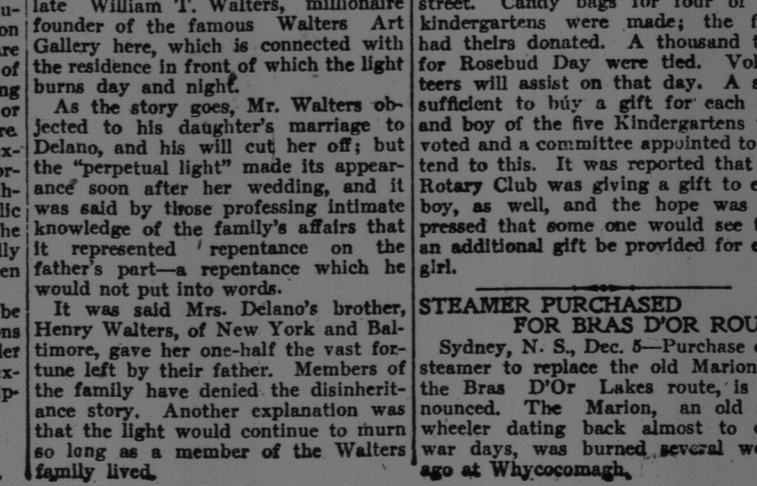 late William T. Walters, millionaire
founder of the famous Walters Art
Gallery here, which is connected with
the residence in front of which the light
burns day and night.
As the story goes, Mr. Walters ob-
jected to his daughter's marriage to
Delano, and his will cut her off; but
the "perpetual light" made its appear-
ance soon after her wedding, and it
was said by those professing intimate
knowledge of the family's affairs that
it represented repentance on the
father's part—a repentance which he
would not put into words.
It was said Mrs. Delano's brother,
Henry Walters, of New York and Bal-
timore, gave her one-half the vast for-
tune left by their father. Members of
the family have denied the disinherit-
ance story. Another explanation was
that the light would continue to murn
so long as a member of the Walters
family lived.
street. Candy bags for four of
kindergartens were made; the
had theirs donated. A thousand
for Rosebud Day were tied.
teers will assist on that day. A
sufficient to buy a gift for each
and boy of the five Kindergartens
voted and a committee appointed to
tend to this. It was reported that
Rotary Club was giving a gift to
boy, as well, and the hope was
pressed that some one would see
an additional gift be provided for
girl.
STEAMER PURCHASED
FOR BRAS D'OR ROU
Sydney, N. S., Dec. 5—Purchase
steamer to replace the old Marion
the Bras D'Or Lakes route, is
nounced. The Marion, an old
wheeler dating back almost to
war days, was burned several
ago at Whycocomagh.